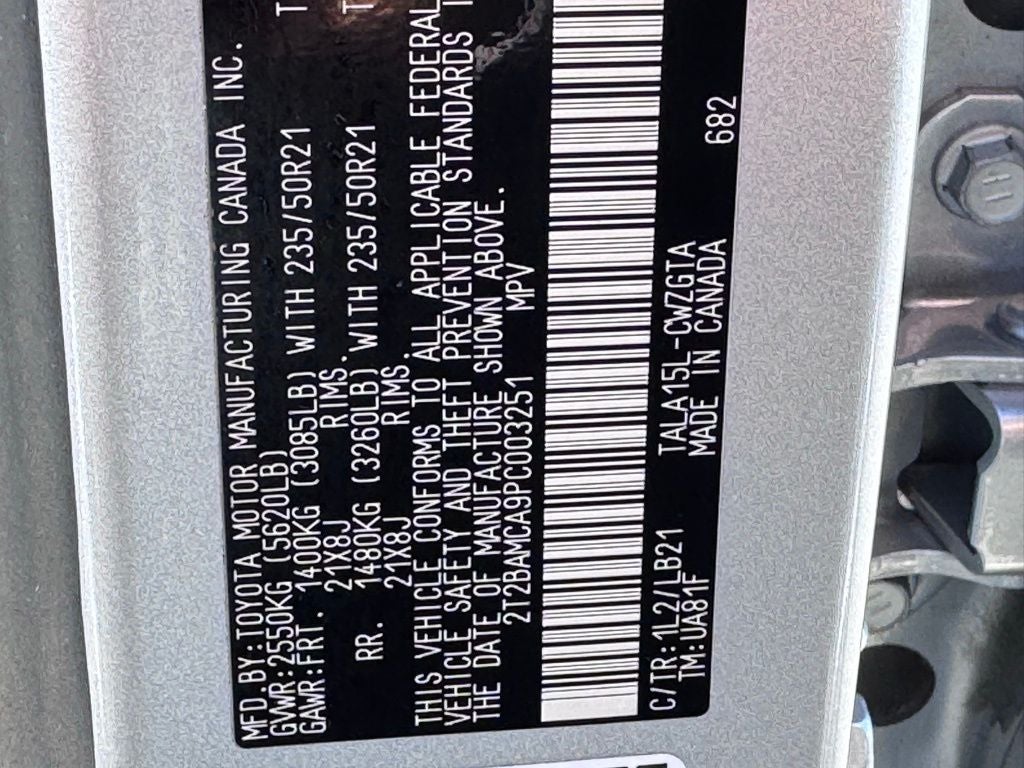 MFD.BY:TOYOTA MOTOR MANUFACTURING CANADA INC.
GVWR:2550KG (5620LB)
GAWR:FRT. 1400KG (3085LB) WITH 235/50R21 T
21X8J RIMS.
RR. 1480KG (3260LB) WITH 235/50R21 T
21X8J RIMS.
THIS VEHICLE CONFORMS TO ALL APPLICABLE FEDERAL
VEHICLE SAFETY AND THEFT PREVENTION STANDARDS
THE DATE OF MANUFACTURE SHOWN ABOVE.
2T2BAMCA9PC003251 MPV
C/TR:1L2/LB21 TALA15L-CWZGTA 682
TM:UA81F MADE IN CANADA